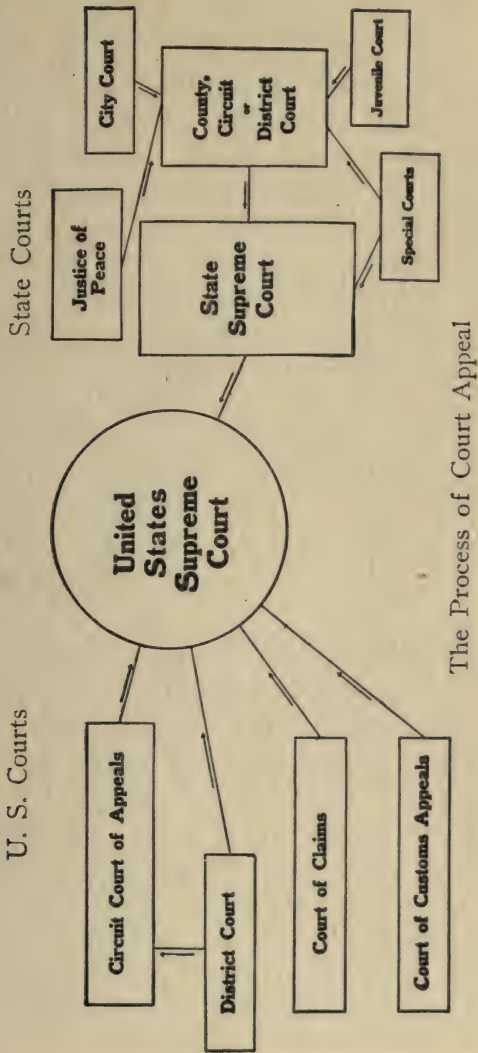 U. S. Courts
State Courts
Circuit Court of Appeals
District Court
Court of Claims
Court of Customs Appeals
United
States
Supreme
Court
State
Supreme
Court
Justice of
Peace
City Court
County,
Circuit
or
District
Court
Special Courts
Juvenile Court
The Process of Court Appeal